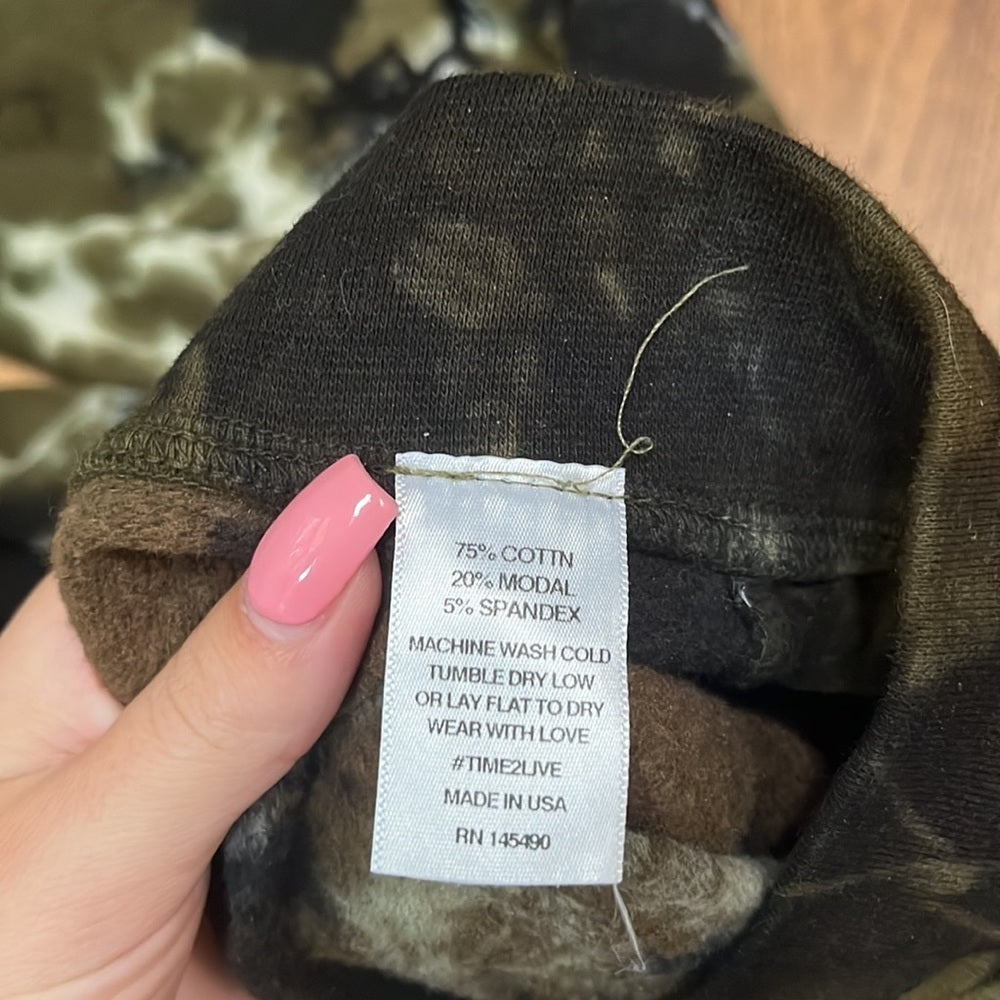 75% COTTN
20% MODAL
5% SPANDEX
MACHINE WASH COLD
TUMBLE DRY LOW
OR LAY FLAT TO DRY
WEAR WITH LOVE
#TIME2LIVE
MADE IN USA
RN 145490